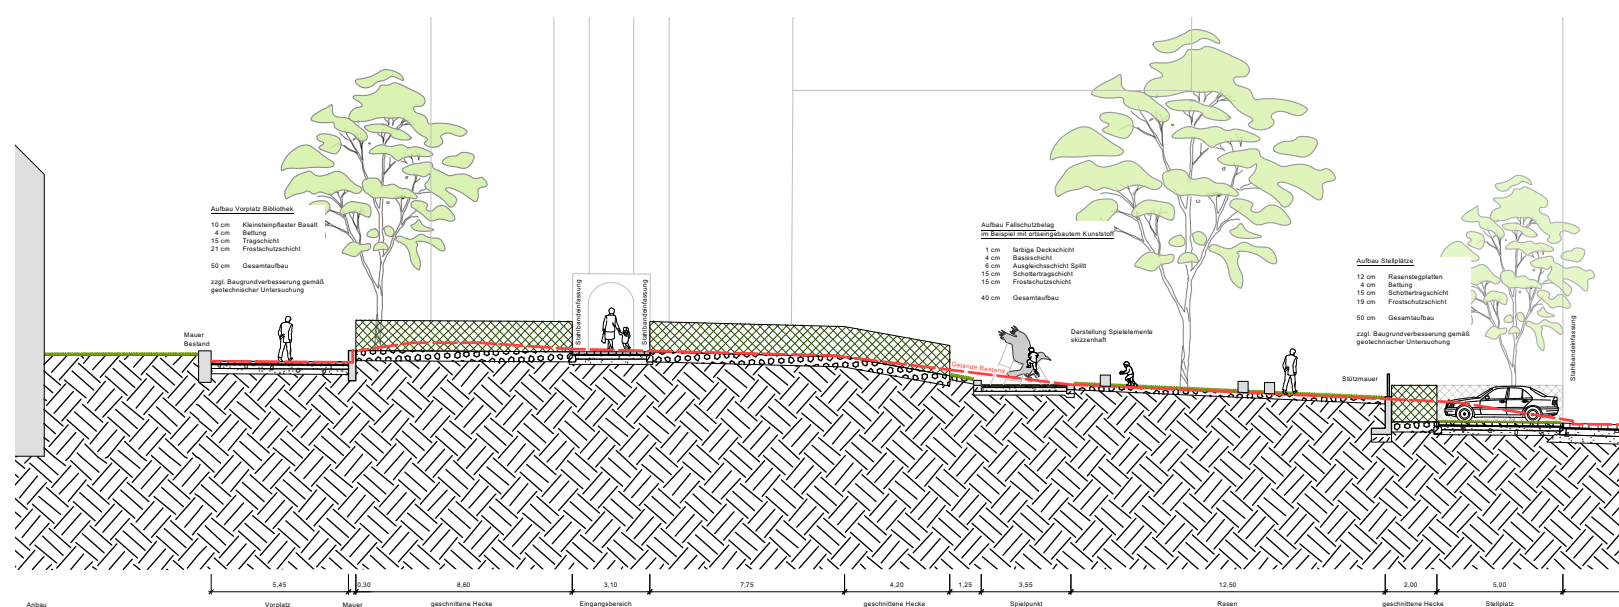 Aufbau Vorplatz Bibliothek
10 cm Kleinsteinpflaster Basalt
4 cm Bettung
15 cm Tragschicht
21 cm Frostschutzschicht
50 cm Gesamtaufbau
zzgl. Baugrundverbesserung gemäß
geotechnischer Untersuchung
Mauer
Bestand
Stahlbandeinfassung
Stahlbandeinfassung
Aufbau Fallschutzbelag
im Beispiel mit ortseingebautem Kunststoff
1 cm farbige Deckschicht
4 cm Basisschicht
6 cm Ausgleichsschicht Splitt
15 cm Schottertragschicht
15 cm Frostschutzschicht
40 cm Gesamtaufbau
Darstellung Spielelemente
skizzenhaft
Gelände Bestand
Aufbau Stellplätze
12 cm Rasenstegplatten
4 cm Bettung
15 cm Schottertragschicht
19 cm Frostschutzschicht
50 cm Gesamtaufbau
zzgl. Baugrundverbesserung gemäß
geotechnischer Untersuchung
Stützmauer
Stahlbandeinfassung
5,45 0,30 8,60 3,10 7,75 4,20 1,25 3,55 12,50 2,00 5,00
Anbau Vorplatz Mauer geschnittene Hecke Eingangsbereich geschnittene Hecke Spielpunkt Rasen geschnittene Hecke Stellplatz